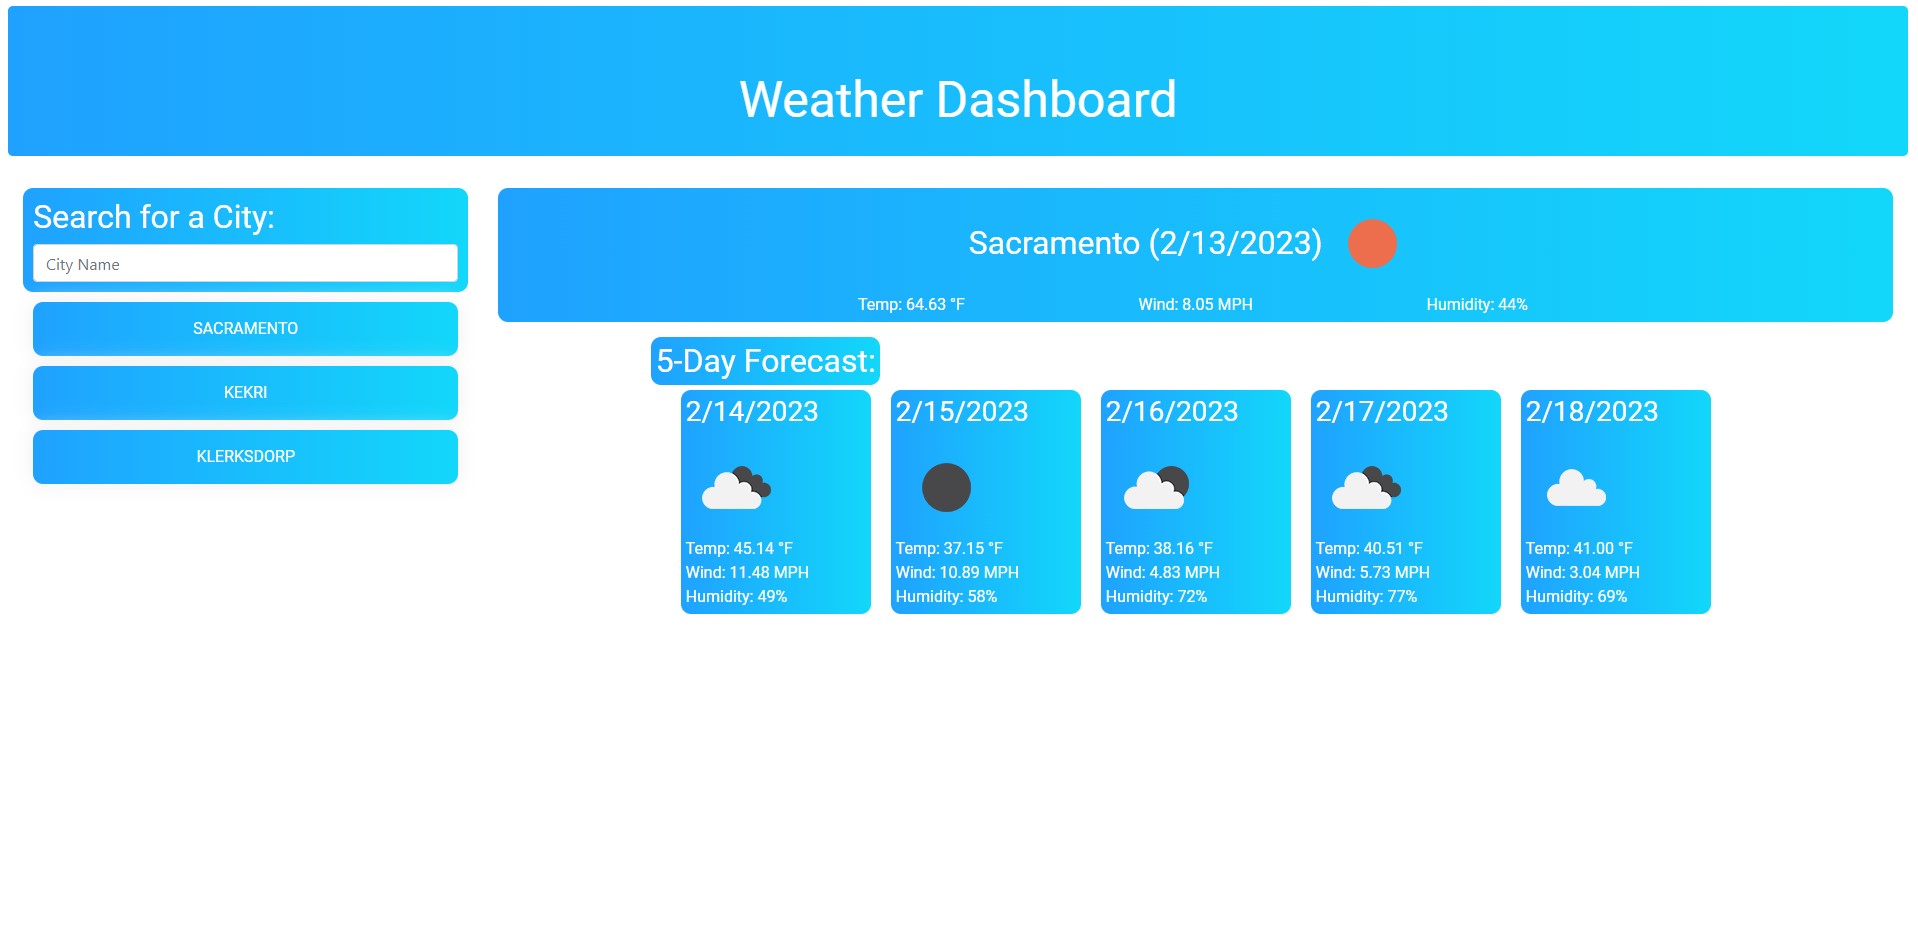 Weather Dashboard
Search for a City:
City Name
SACRAMENTO
KEKRI
KLERKSDORP
Sacramento (2/13/2023)
Temp: 64.63 °F Wind: 8.05 MPH Humidity: 44%
5-Day Forecast:
2/14/2023
Temp: 45.14 °F
Wind: 11.48 MPH
Humidity: 49%
2/15/2023
Temp: 37.15 °F
Wind: 10.89 MPH
Humidity: 58%
2/16/2023
Temp: 38.16 °F
Wind: 4.83 MPH
Humidity: 72%
2/17/2023
Temp: 40.51 °F
Wind: 5.73 MPH
Humidity: 77%
2/18/2023
Temp: 41.00 °F
Wind: 3.04 MPH
Humidity: 69%